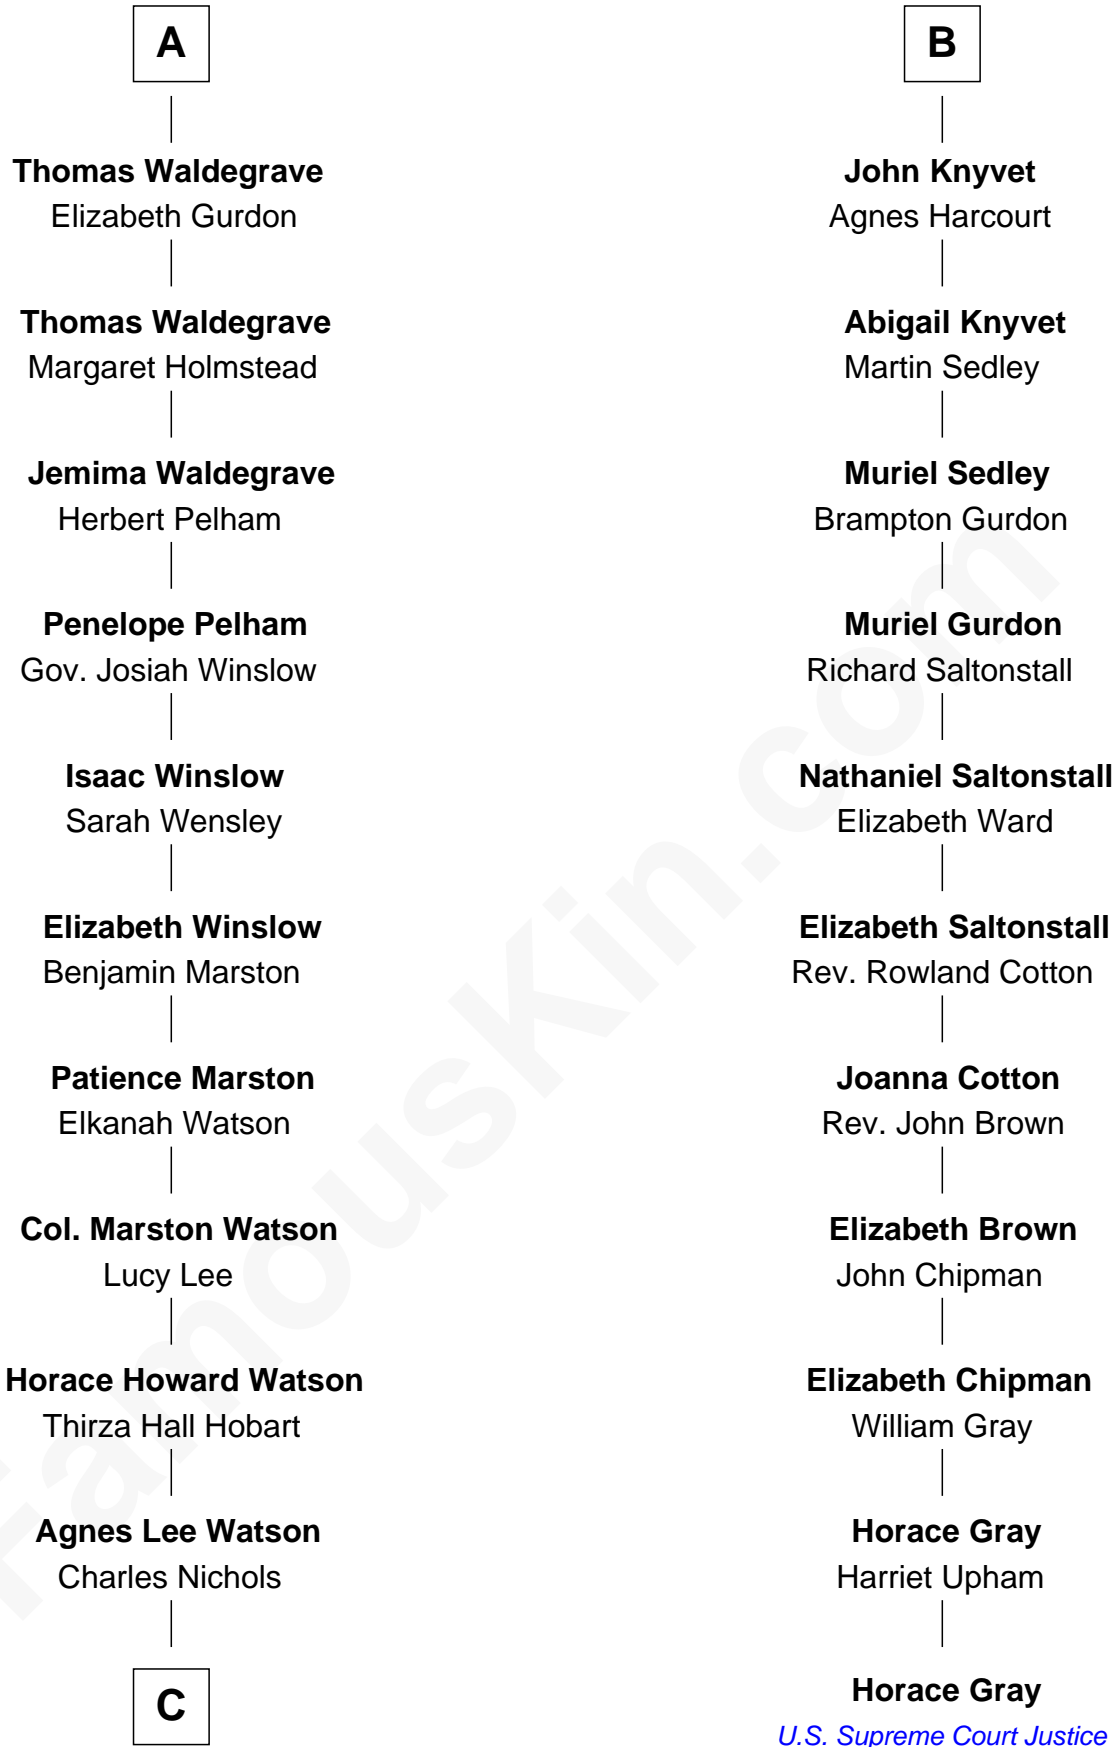 A
Thomas Waldegrave
Elizabeth Gurdon
Thomas Waldegrave
Margaret Holmstead
Jemima Waldegrave
Herbert Pelham
Penelope Pelham
Gov. Josiah Winslow
Isaac Winslow
Sarah Wensley
Elizabeth Winslow
Benjamin Marston
Patience Marston
Elkanah Watson
Col. Marston Watson
Lucy Lee
Horace Howard Watson
Thirza Hall Hobart
Agnes Lee Watson
Charles Nichols
C
B
John Knyvet
Agnes Harcourt
Abigail Knyvet
Martin Sedley
Muriel Sedley
Brampton Gurdon
Muriel Gurdon
Richard Saltonstall
Nathaniel Saltonstall
Elizabeth Ward
Elizabeth Saltonstall
Rev. Rowland Cotton
Joanna Cotton
Rev. John Brown
Elizabeth Brown
John Chipman
Elizabeth Chipman
William Gray
Horace Gray
Harriet Upham
Horace Gray
U.S. Supreme Court Justice
FamousKin.com